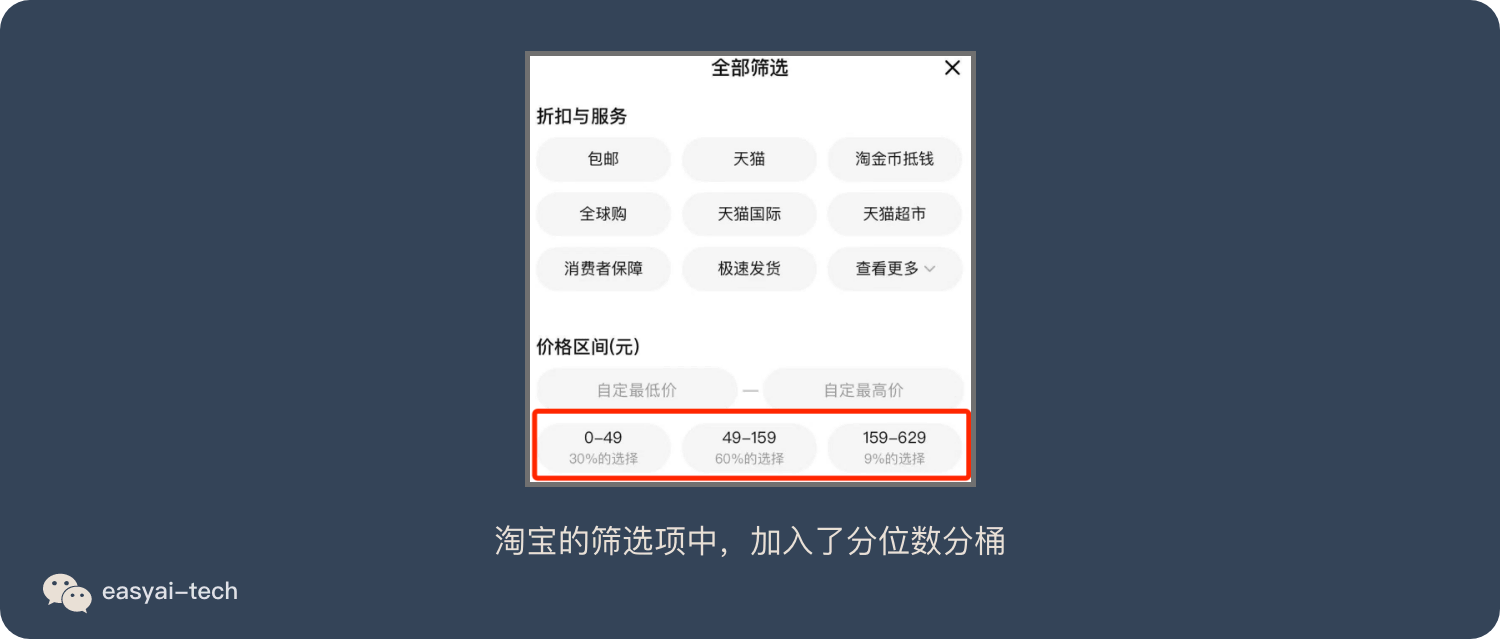 全部筛选
折扣与服务
包邮 天猫 淘金币抵钱
全球购 天猫国际 天猫超市
消费者保障 极速发货 查看更多
价格区间(元)
自定最低价 — 自定最高价
0-49 49-159 159-629
30%的选择 60%的选择 9%的选择
淘宝的筛选项中，加入了分位数分桶
easyai-tech